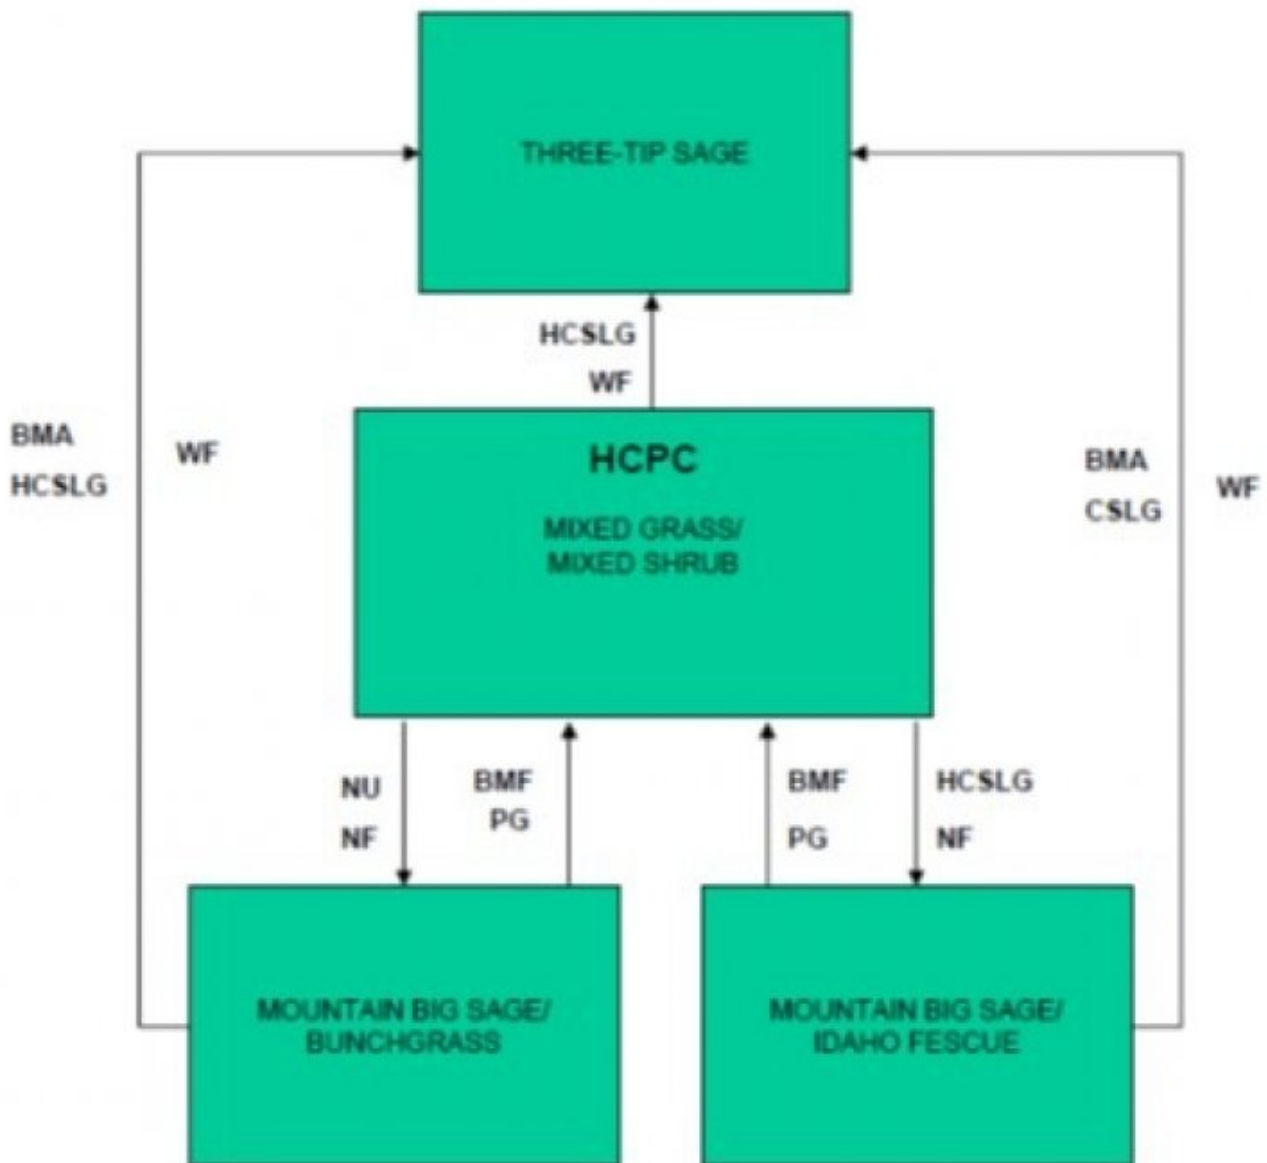 THREE-TIP SAGE
HCSLG
WF
BMA
HCSLG
WF
HCPC
MIXED GRASS/
MIXED SHRUB
BMA
CSLG
WF
NU
NF
BMF
PG
BMF
PG
HCSLG
NF
MOUNTAIN BIG SAGE/
BUNCHGRASS
MOUNTAIN BIG SAGE/
IDAHO FESCUE